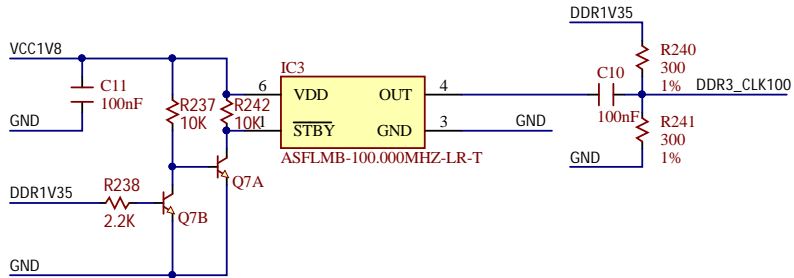 DDR1V35
VCC1V8
IC3
R240
300
1%
C11
100nF
R237
10K
R242
10K
6
VDD
OUT
4
C10
100nF
DDR3_CLK100
GND
1
STBY
GND
3
GND
R241
300
1%
ASFLMB-100.000MHZ-LR-T
GND
R238
2.2K
Q7A
DDR1V35
Q7B
GND